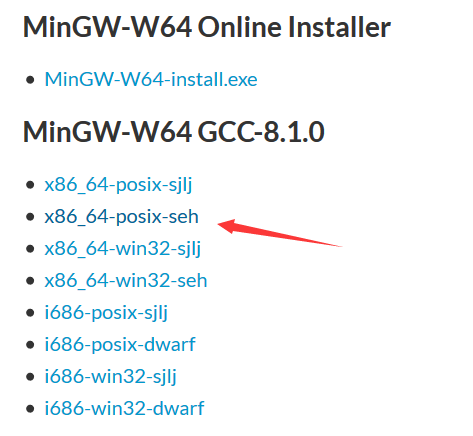 MinGW-W64 Online Installer
MinGW-W64-install.exe
MinGW-W64 GCC-8.1.0
x86_64-posix-sjlj
x86_64-posix-seh
x86_64-win32-sjlj
x86_64-win32-seh
i686-posix-sjlj
i686-posix-dwarf
i686-win32-sjlj
i686-win32-dwarf